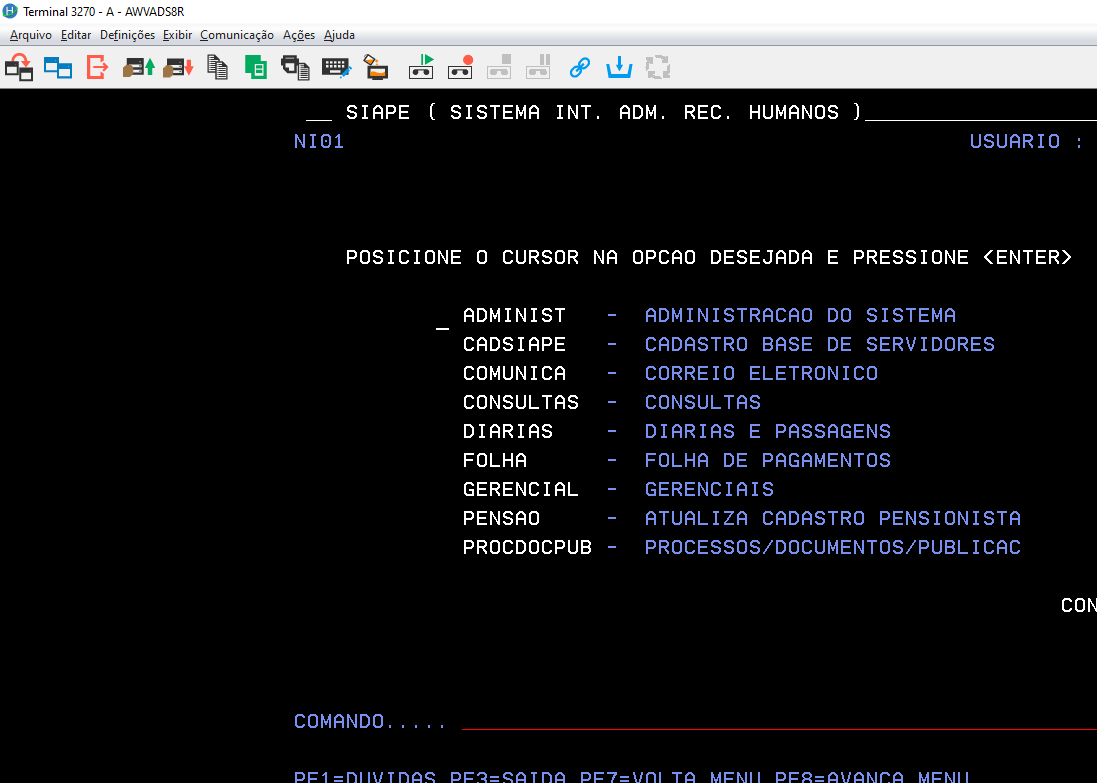 Terminal 3270 - A - AWVADS8R
Arquivo Editar Definições Exibir Comunicação Ações Ajuda
__ SIAPE ( SISTEMA INT. ADM. REC. HUMANOS )
NI01 USUARIO :
POSICIONE O CURSOR NA OPCAO DESEJADA E PRESSIONE <ENTER>
_ ADMINIST - ADMINISTRACAO DO SISTEMA
CADSIAPE - CADASTRO BASE DE SERVIDORES
COMUNICA - CORREIO ELETRONICO
CONSULTAS - CONSULTAS
DIARIAS - DIARIAS E PASSAGENS
FOLHA - FOLHA DE PAGAMENTOS
GERENCIAL - GERENCIAIS
PENSAO - ATUALIZA CADASTRO PENSIONISTA
PROCDOCPUB - PROCESSOS/DOCUMENTOS/PUBLICAC
CON
COMANDO.....
PF1=DUVIDAS PF3=SAIDA PF7=VOLTA MENU PF8=AVANCA MENU